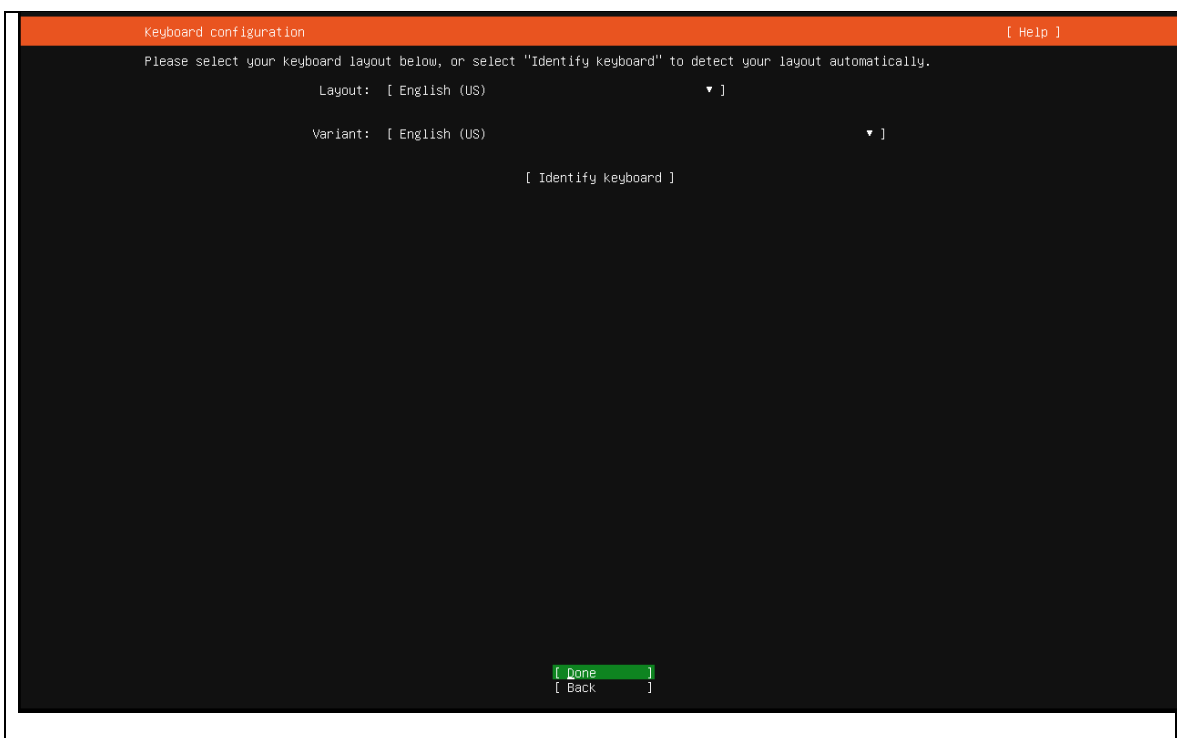 Keyboard configuration [ Help ]
Please select your keyboard layout below, or select "Identify keyboard" to detect your layout automatically.
Layout: [ English (US) ▾ ]
Variant: [ English (US) ▾ ]
[ Identify keyboard ]
[ Done ]
[ Back ]